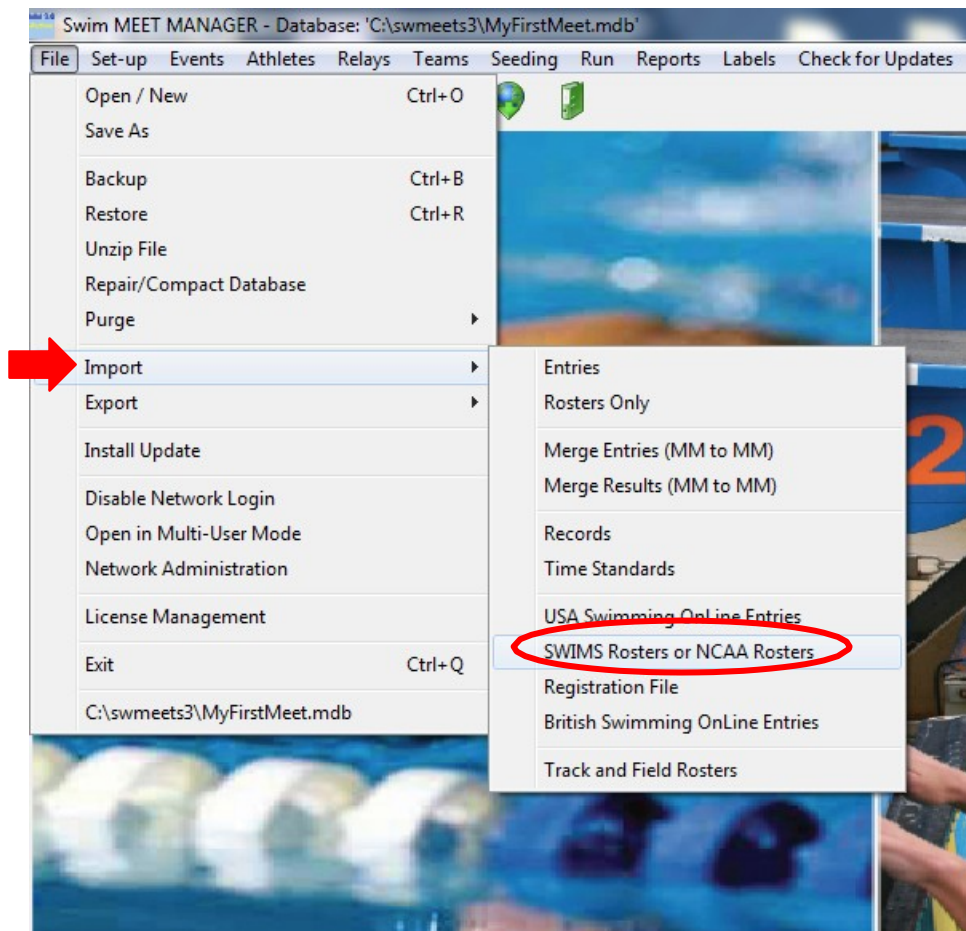 Swim MEET MANAGER - Database: 'C:\swmeets3\MyFirstMeet.mdb'
File Set-up Events Athletes Relays Teams Seeding Run Reports Labels Check for Updates
Open / New Ctrl+O
Save As
Backup Ctrl+B
Restore Ctrl+R
Unzip File
Repair/Compact Database
Purge
Import
Export
Install Update
Disable Network Login
Open in Multi-User Mode
Network Administration
License Management
Exit Ctrl+Q
C:\swmeets3\MyFirstMeet.mdb
Entries
Rosters Only
Merge Entries (MM to MM)
Merge Results (MM to MM)
Records
Time Standards
USA Swimming OnLine Entries
SWIMS Rosters or NCAA Rosters
Registration File
British Swimming OnLine Entries
Track and Field Rosters
2